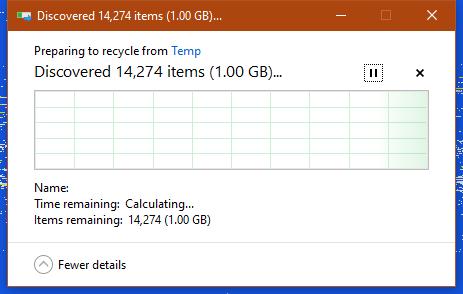 Discovered 14,274 items (1.00 GB)...
Preparing to recycle from Temp
Discovered 14,274 items (1.00 GB)...
Name:
Time remaining: Calculating...
Items remaining: 14,274 (1.00 GB)
Fewer details